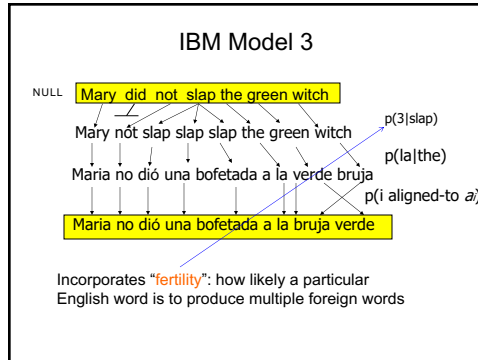 IBM Model 3
NULL
Mary did not slap the green witch
p(3|slap)
Mary not slap slap slap the green witch
p(la|the)
Maria no dió una bofetada a la verde bruja
p(i aligned-to ai)
Maria no dió una bofetada a la bruja verde
Incorporates “fertility”: how likely a particular
English word is to produce multiple foreign words